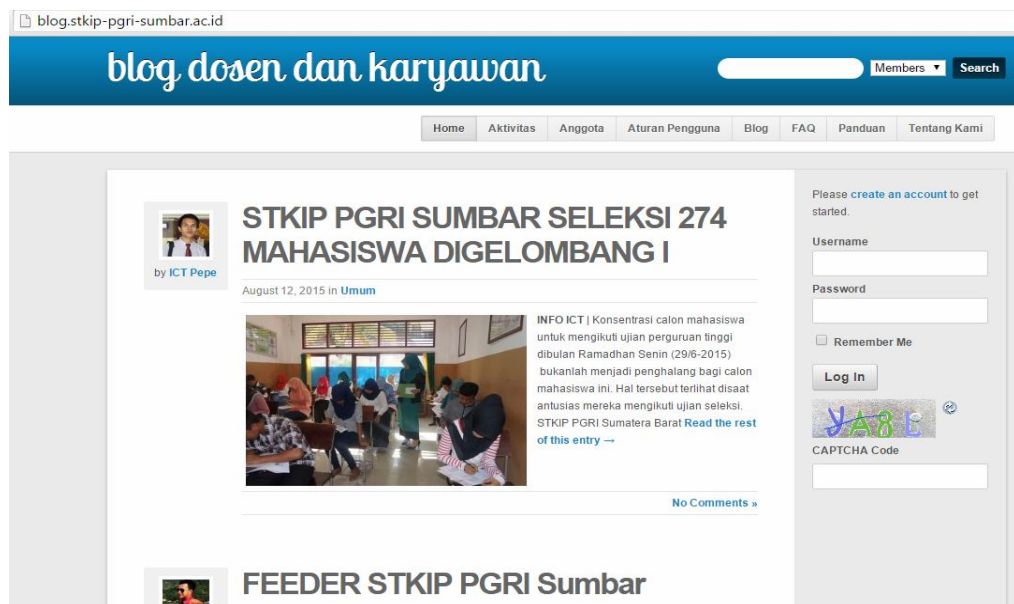 blog.stkip-pgri-sumbar.ac.id
blog dosen dan karyawan
Members
Search
Home
Aktivitas
Anggota
Aturan Pengguna
Blog
FAQ
Panduan
Tentang Kami
by ICT Pepe
STKIP PGRI SUMBAR SELEKSI 274
MAHASISWA DIGELOMBANG I
August 12, 2015 in Umum
INFO ICT | Konsentrasi calon mahasiswa
untuk mengikuti ujian perguruan tinggi
dibulan Ramadhan Senin (29/6-2015)
bukanlah menjadi penghalang bagi calon
mahasiswa ini. Hal tersebut terlihat disaat
antusias mereka mengikuti ujian seleksi.
STKIP PGRI Sumatera Barat Read the rest
of this entry →
No Comments »
FEEDER STKIP PGRI Sumbar
Please create an account to get
started.
Username
Password
Remember Me
Log In
YA8L
CAPTCHA Code